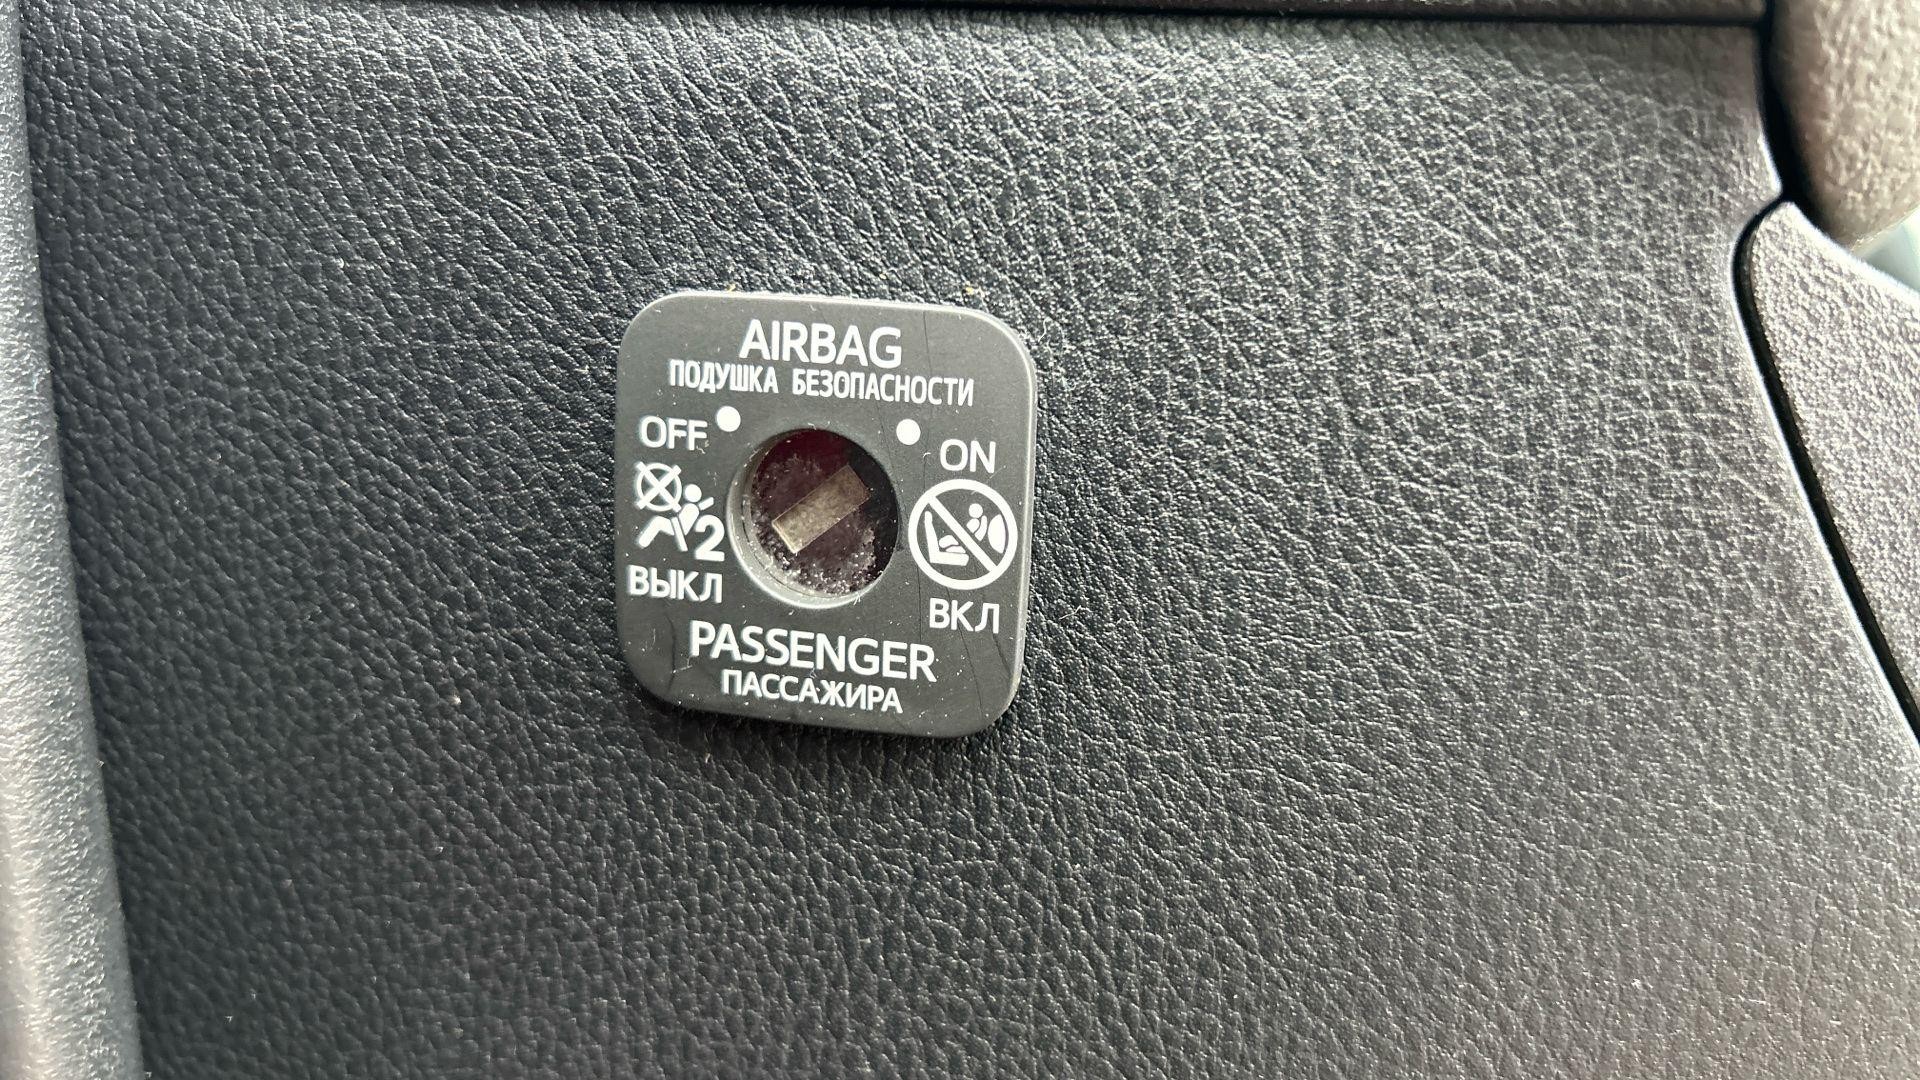 AIRBAG
ПОДУШКА БЕЗОПАСНОСТИ
OFF
ON
2
ВЫКЛ
ВКЛ
PASSENGER
ПАССАЖИРА